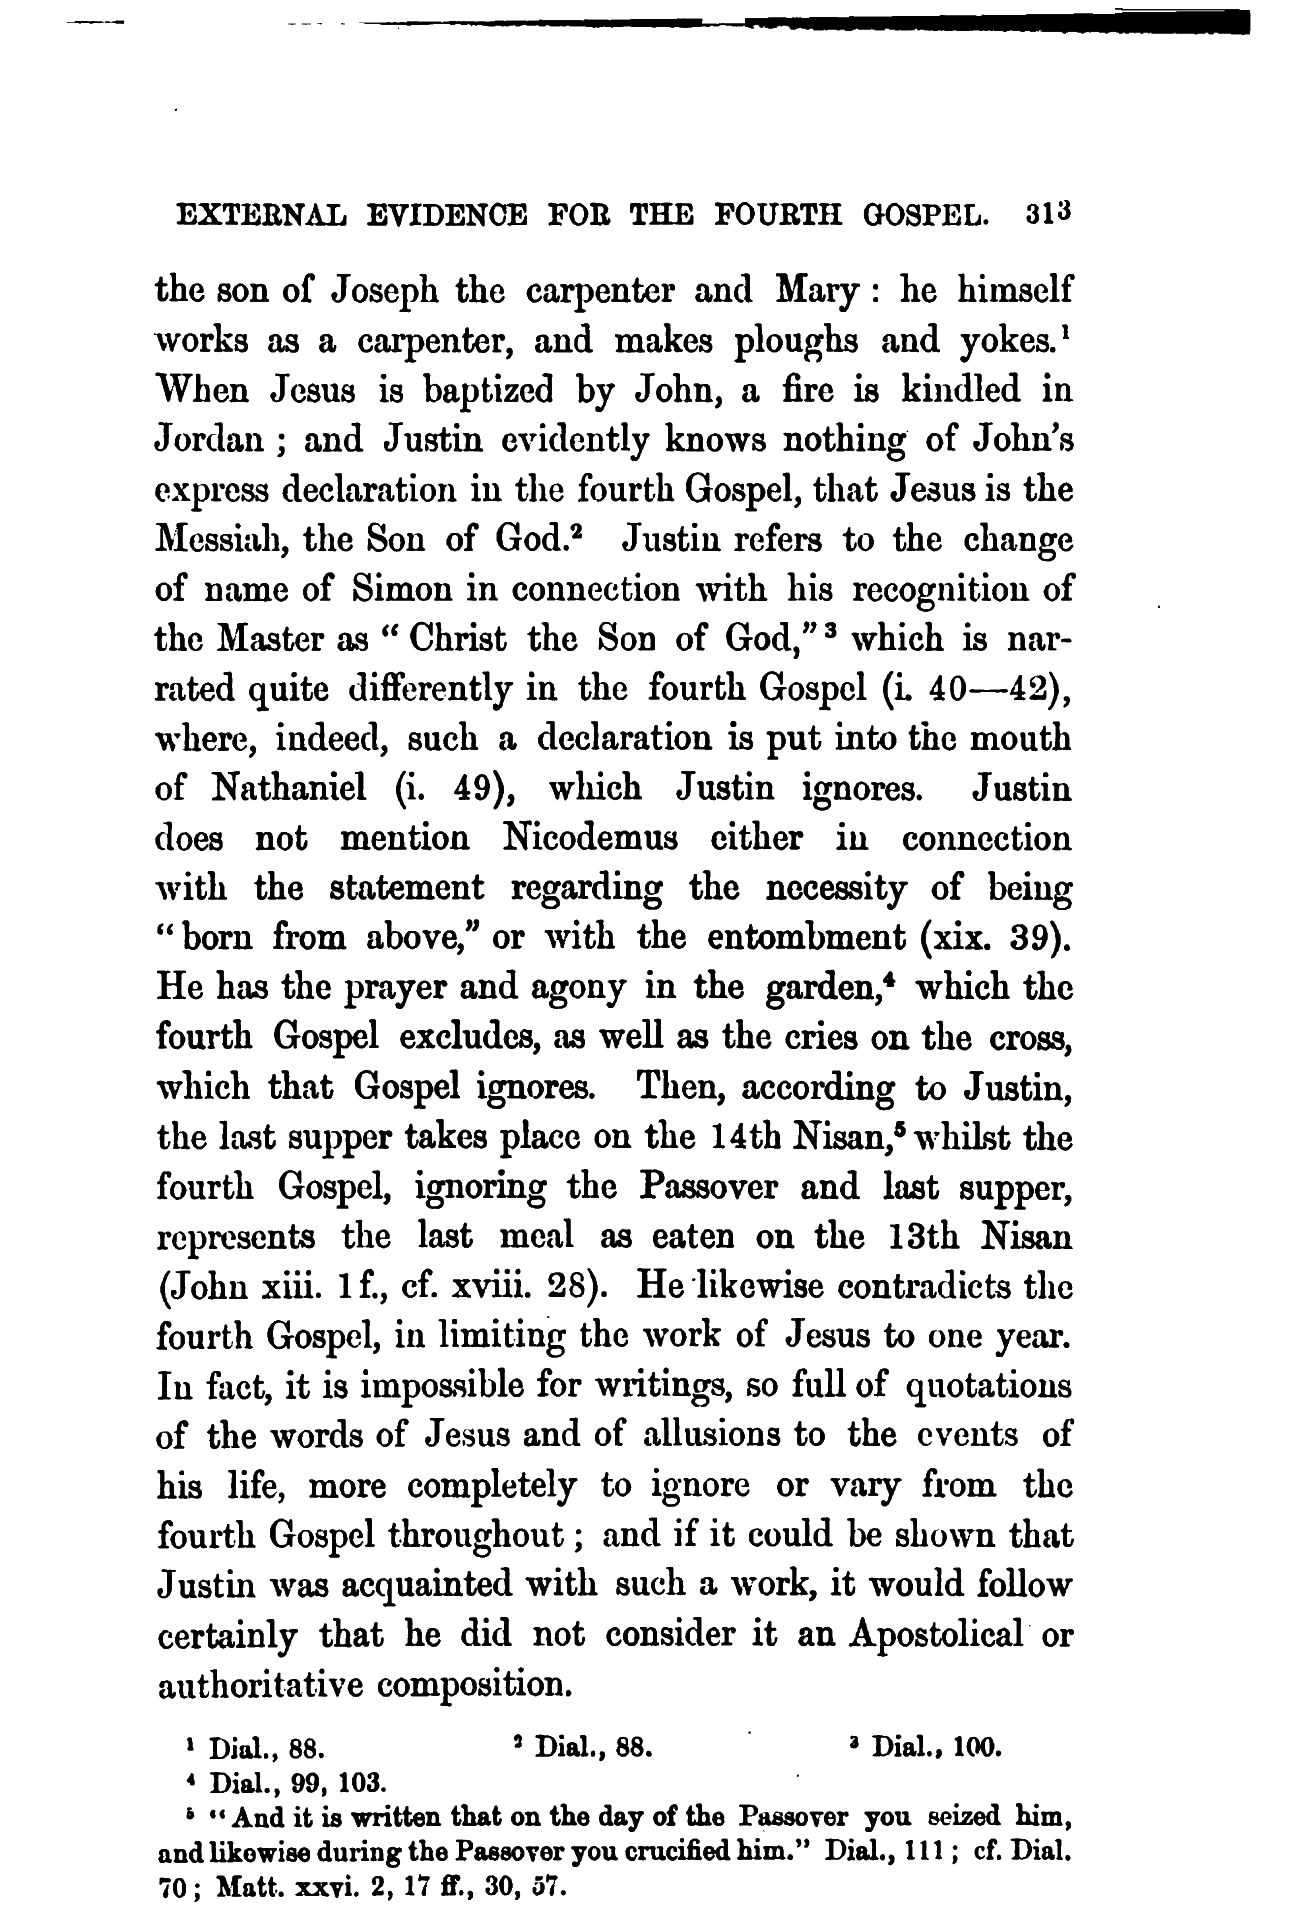 EXTERNAL EVIDENCE FOR THE FOURTH GOSPEL. 313
the son of Joseph the carpenter and Mary : he himself
works as a carpenter, and makes ploughs and yokes.¹
When Jesus is baptized by John, a fire is kindled in
Jordan ; and Justin evidently knows nothing of John's
express declaration in the fourth Gospel, that Jesus is the
Messiah, the Son of God.² Justin refers to the change
of name of Simon in connection with his recognition of
the Master as “ Christ the Son of God,” ³ which is nar-
rated quite differently in the fourth Gospel (i. 40—42),
where, indeed, such a declaration is put into the mouth
of Nathaniel (i. 49), which Justin ignores. Justin
does not mention Nicodemus either in connection
with the statement regarding the necessity of being
“ born from above,” or with the entombment (xix. 39).
He has the prayer and agony in the garden,⁴ which the
fourth Gospel excludes, as well as the cries on the cross,
which that Gospel ignores. Then, according to Justin,
the last supper takes place on the 14th Nisan,⁵ whilst the
fourth Gospel, ignoring the Passover and last supper,
represents the last meal as eaten on the 13th Nisan
(John xiii. 1 f., cf. xviii. 28). He likewise contradicts the
fourth Gospel, in limiting the work of Jesus to one year.
In fact, it is impossible for writings, so full of quotations
of the words of Jesus and of allusions to the events of
his life, more completely to ignore or vary from the
fourth Gospel throughout ; and if it could be shown that
Justin was acquainted with such a work, it would follow
certainly that he did not consider it an Apostolical or
authoritative composition.
¹ Dial., 88. ² Dial., 88. ³ Dial., 100.
⁴ Dial., 99, 103.
⁵ “ And it is written that on the day of the Passover you seized him,
and likewise during the Passover you crucified him.” Dial., 111 ; cf. Dial.
70 ; Matt. xxvi. 2, 17 ff., 30, 57.